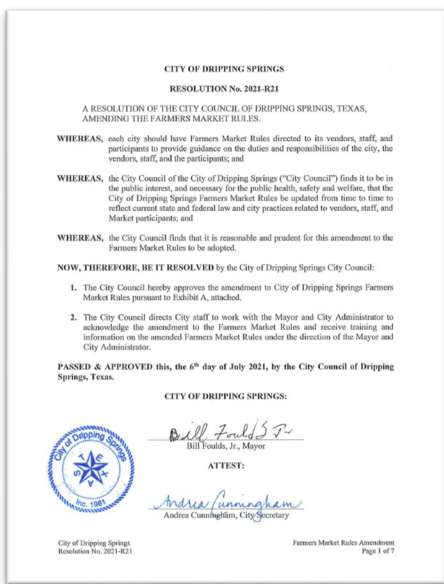 CITY OF DRIPPING SPRINGS
RESOLUTION No. 2021-R21
A RESOLUTION OF THE CITY COUNCIL OF DRIPPING SPRINGS, TEXAS,
AMENDING THE FARMERS MARKET RULES.
WHEREAS, each city should have Farmers Market Rules directed to its vendors, staff, and
participants to provide guidance on the duties and responsibilities of the city, the
vendors, staff, and the participants; and
WHEREAS, the City Council of the City of Dripping Springs ("City Council") finds it to be in
the public interest, and necessary for the public health, safety and welfare, that the
City of Dripping Springs Farmers Market Rules be updated from time to time to
reflect current state and federal law and city practices related to vendors, staff, and
Market participants; and
WHEREAS, the City Council finds that it is reasonable and prudent for this amendment to the
Farmers Market Rules to be adopted.
NOW, THEREFORE, BE IT RESOLVED by the City of Dripping Springs City Council:
1. The City Council hereby approves the amendment to City of Dripping Springs Farmers
Market Rules pursuant to Exhibit A, attached.
2. The City Council directs City staff to work with the Mayor and City Administrator to
acknowledge the amendment to the Farmers Market Rules and receive training and
information on the amended Farmers Market Rules under the direction of the Mayor and
City Administrator.
PASSED & APPROVED this, the 6th day of July 2021, by the City Council of Dripping
Springs, Texas.
CITY OF DRIPPING SPRINGS:
Bill Foulds Jr
Bill Foulds, Jr., Mayor
ATTEST:
Andrea Cunningham
Andrea Cunningham, City Secretary
City of Dripping Springs
TEXAS
Inc. 1981
City of Dripping Springs
Resolution No. 2021-R21
Farmers Market Rules Amendment
Page 1 of 7